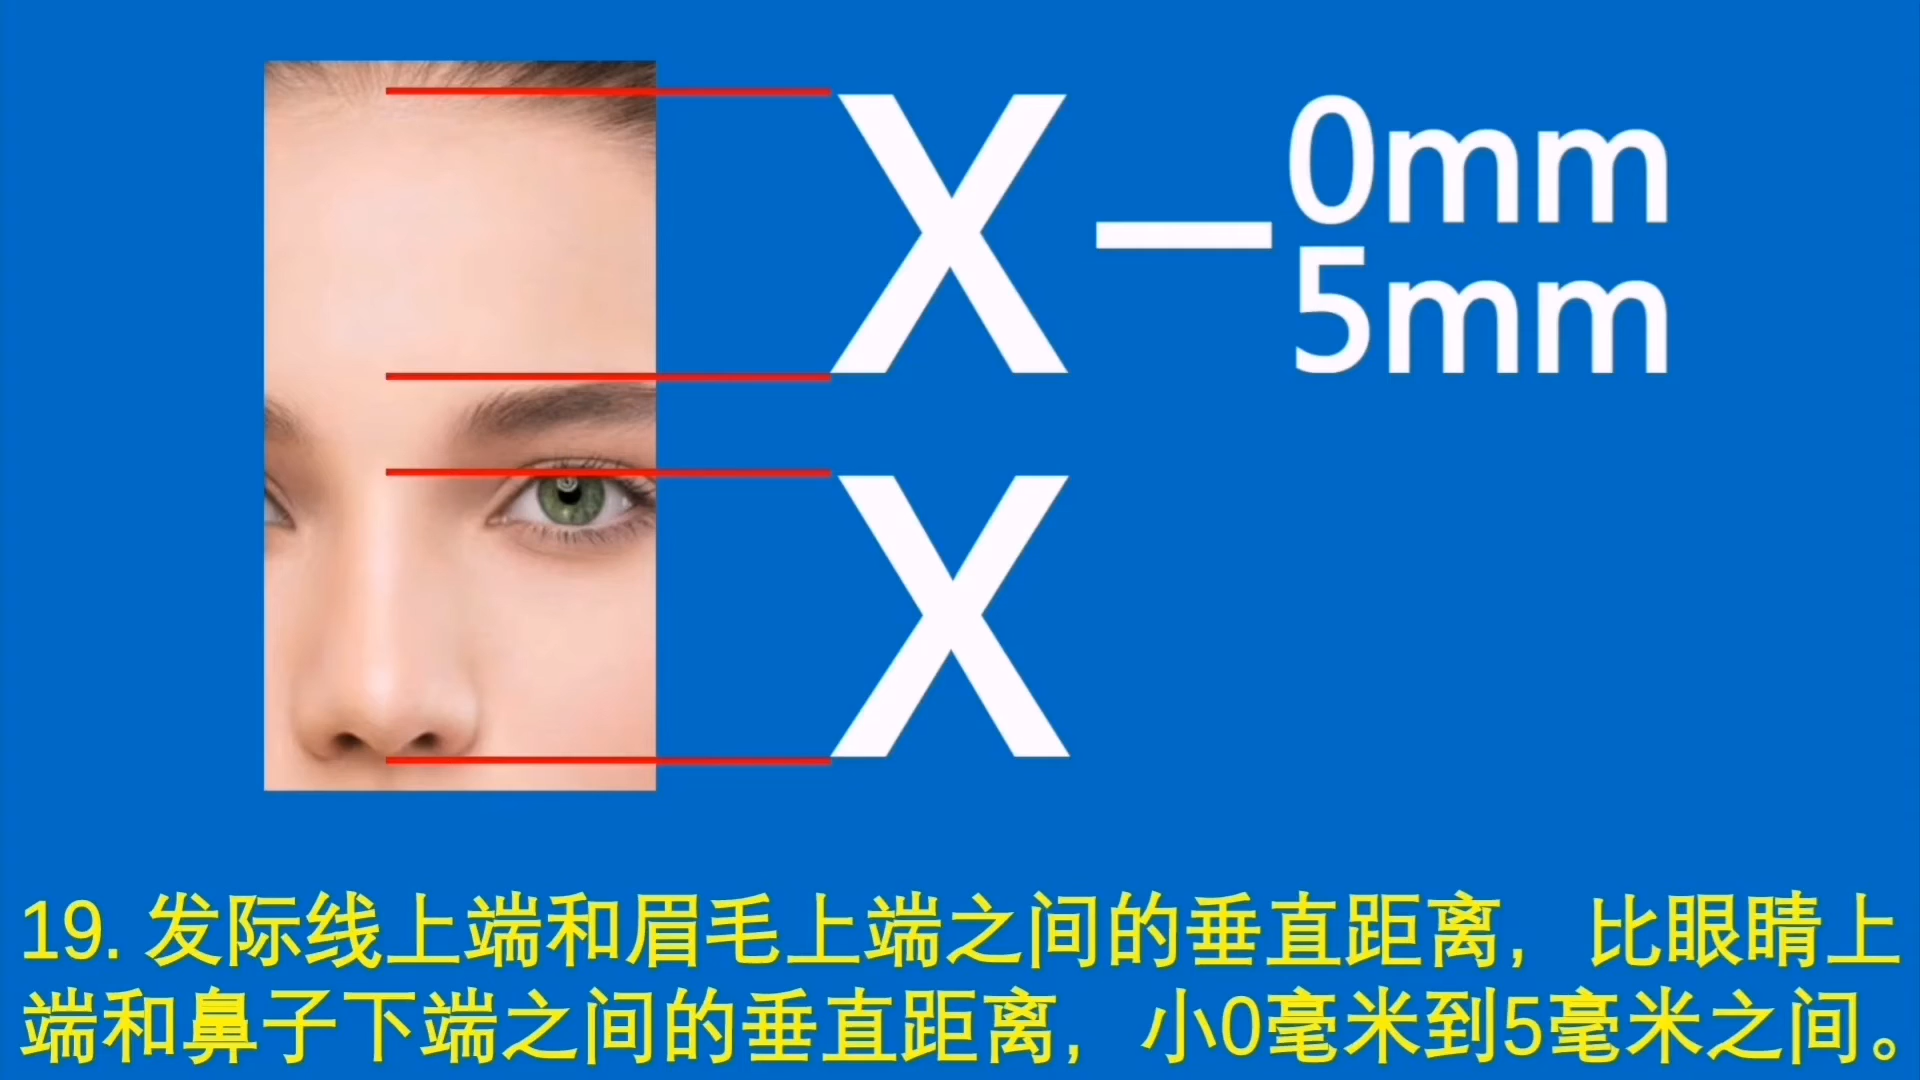 X
—
0mm
5mm
X
19. 发际线上端和眉毛上端之间的垂直距离，比眼睛上
端和鼻子下端之间的垂直距离，小0毫米到5毫米之间。